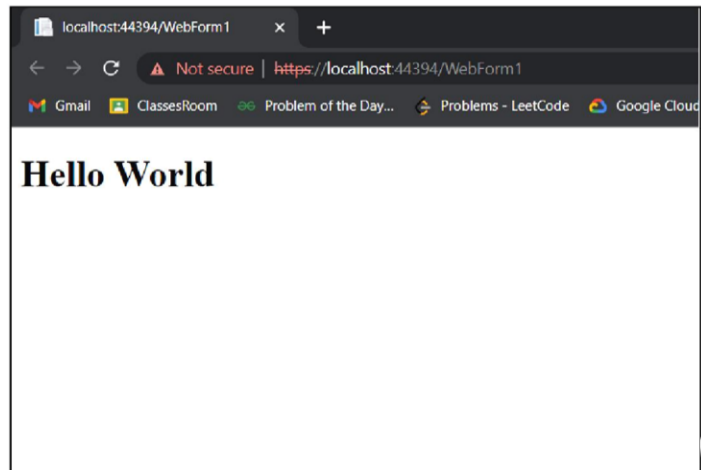 localhost:44394/WebForm1
Not secure | https://localhost:44394/WebForm1
Gmail ClassesRoom Problem of the Day... Problems - LeetCode Google Cloud
Hello World